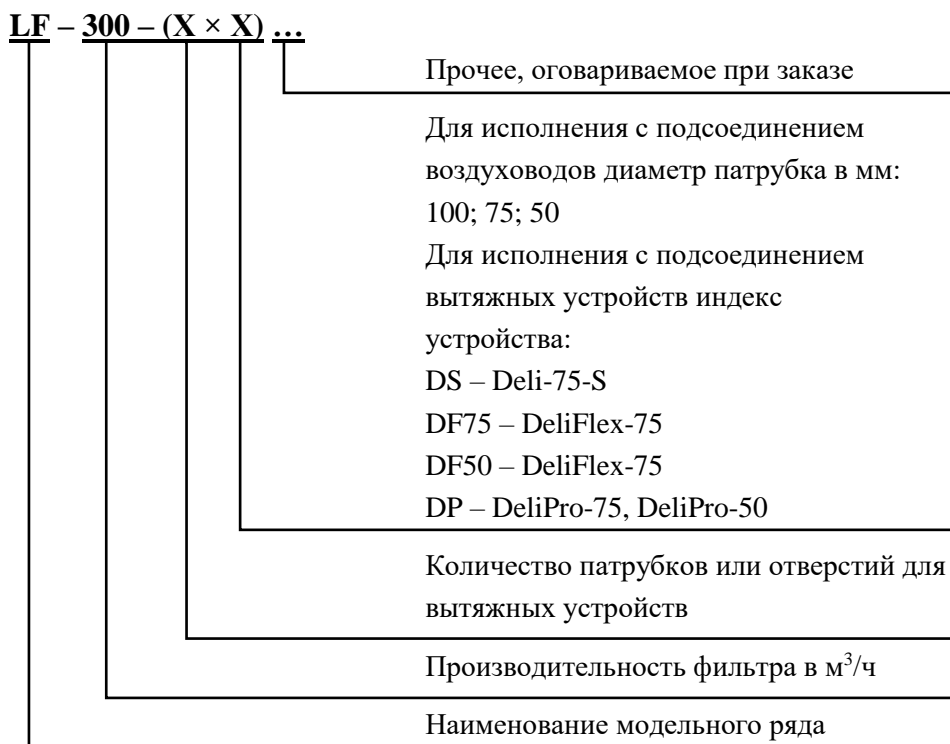 LF – 300 – (X × X) …
Прочее, оговариваемое при заказе
Для исполнения с подсоединением
воздуховодов диаметр патрубка в мм:
100; 75; 50
Для исполнения с подсоединением
вытяжных устройств индекс
устройства:
DS – Deli-75-S
DF75 – DeliFlex-75
DF50 – DeliFlex-75
DP – DeliPro-75, DeliPro-50
Количество патрубков или отверстий для
вытяжных устройств
Производительность фильтра в м³/ч
Наименование модельного ряда